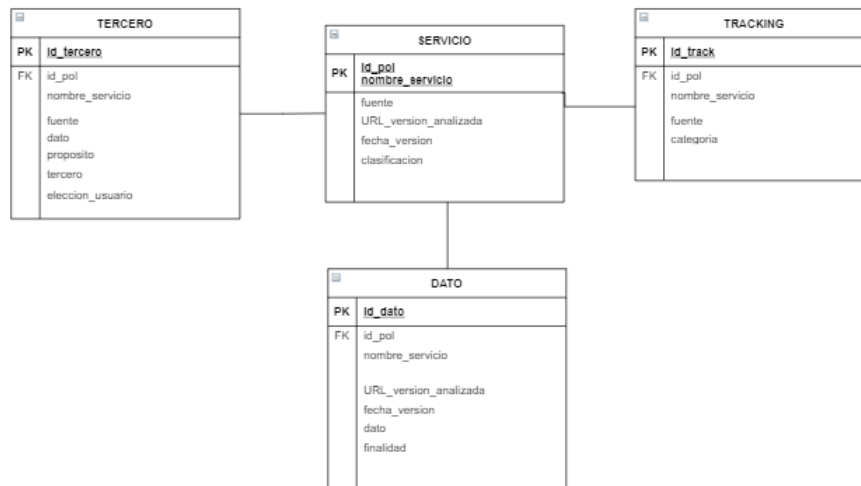 TERCERO
PK id_tercero
FK id_pol
nombre_servicio
fuente
dato
proposito
tercero
eleccion_usuario
SERVICIO
PK id_pol
nombre_servicio
fuente
URL_version_analizada
fecha_version
clasificacion
TRACKING
PK id_track
FK id_pol
nombre_servicio
fuente
categoria
DATO
PK id_dato
FK id_pol
nombre_servicio
URL_version_analizada
fecha_version
dato
finalidad